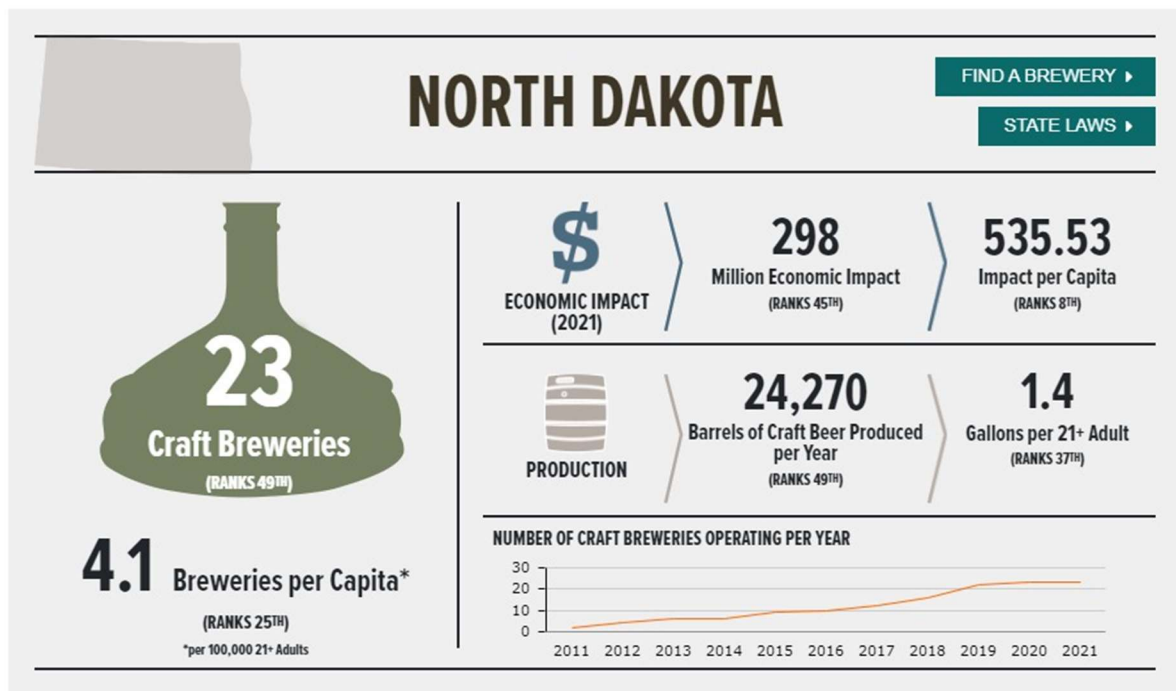 NORTH DAKOTA
FIND A BREWERY
STATE LAWS
23
Craft Breweries
(RANKS 49TH)
4.1 Breweries per Capita*
(RANKS 25TH)
*per 100,000 21+ Adults
$
ECONOMIC IMPACT
(2021)
298
Million Economic Impact
(RANKS 45TH)
535.53
Impact per Capita
(RANKS 8TH)
PRODUCTION
24,270
Barrels of Craft Beer Produced
per Year
(RANKS 49TH)
1.4
Gallons per 21+ Adult
(RANKS 37TH)
NUMBER OF CRAFT BREWERIES OPERATING PER YEAR
30
20
10
0
2011 2012 2013 2014 2015 2016 2017 2018 2019 2020 2021